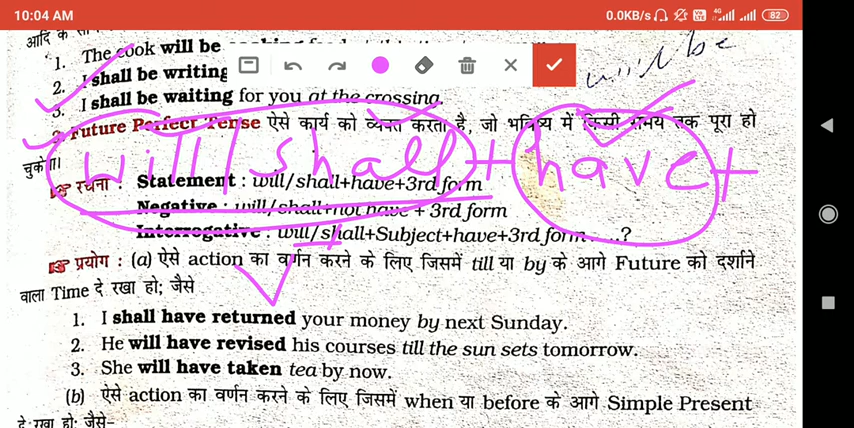 10:04 AM 0.0KB/s 4G 82
आदि के
1. The cook will be
2. I shall be writing
3. I shall be waiting for you at the crossing.
will be
3. Future Perfect Tense ऐसे कार्य को व्यक्त करता है, जो भविष्य में किसी समय तक पूरा हो
चुकेगा।
will/shall + have +
रचना : Statement : will/shall+have+3rd form
Negative : will/shall+not have + 3rd form
Interrogative : will/shall+Subject+have+3rd form ....?
प्रयोग : (a) ऐसे action का वर्णन करने के लिए जिसमें till या by के आगे Future को दर्शाने
वाला Time दे रखा हो; जैसे
1. I shall have returned your money by next Sunday.
2. He will have revised his courses till the sun sets tomorrow.
3. She will have taken tea by now.
(b) ऐसे action का वर्णन करने के लिए जिसमें when या before के आगे Simple Present
दे रखा हो; जैसे-